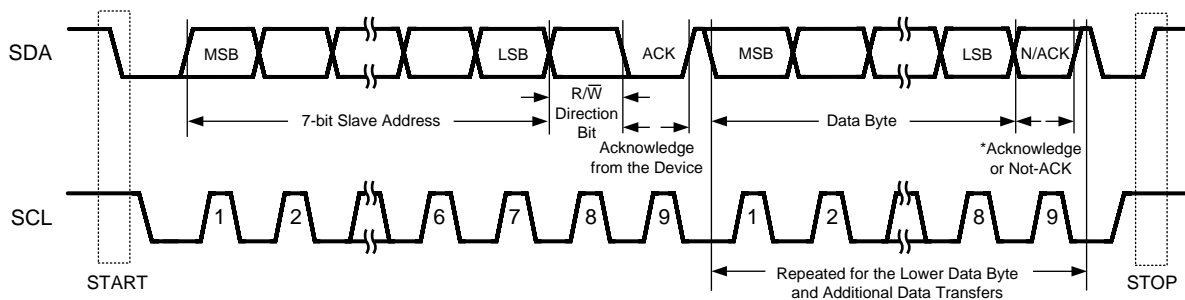 SDA
MSB
LSB
ACK
MSB
LSB
N/ACK
R/W̅
Direction
Bit
7-bit Slave Address
Data Byte
Acknowledge
from the Device
*Acknowledge
or Not-ACK
SCL
1
2
6
7
8
9
1
2
8
9
START
Repeated for the Lower Data Byte
and Additional Data Transfers
STOP